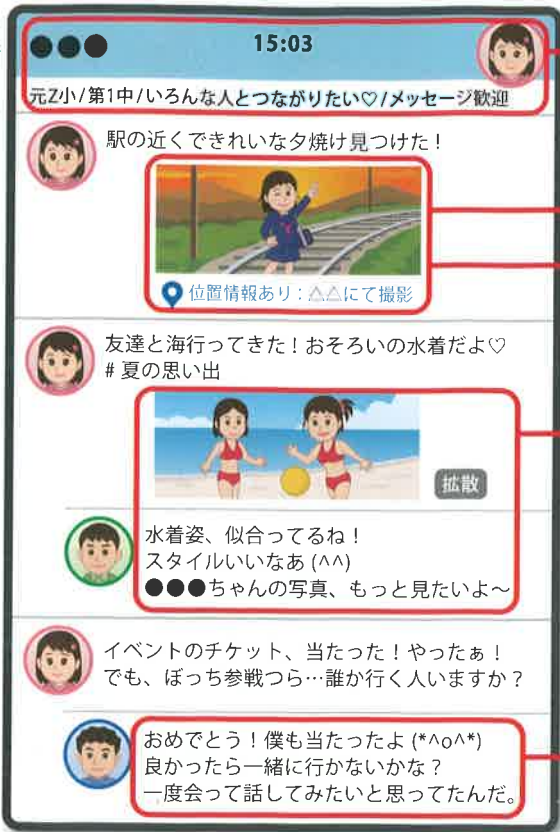 ●●●
15:03
元Z小/第1中/いろんな人とつながりたい♡/メッセージ歓迎
駅の近くできれいな夕焼け見つけた！
位置情報あり：△△にて撮影
友達と海行ってきた！おそろいの水着だよ♡
#夏の思い出
拡散
水着姿、似合ってるね！
スタイルいいなあ(^^)
●●●ちゃんの写真、もっと見たいよ～
イベントのチケット、当たった！やったぁ！
でも、ぼっち参戦つら…誰か行く人いますか？
おめでとう！僕も当たったよ(*^o^*)
良かったら一緒に行かないかな？
一度会って話してみたいと思ってたんだ。